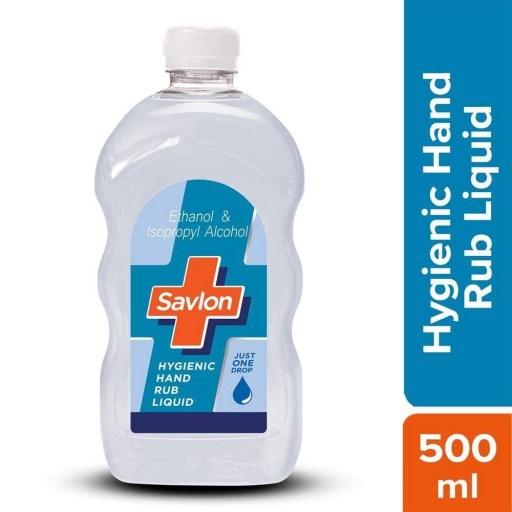 Ethanol &
Isopropyl Alcohol
Savlon
HYGIENIC
HAND
RUB
LIQUID
JUST
ONE
DROP
Hygienic Hand
Rub Liquid
500
ml